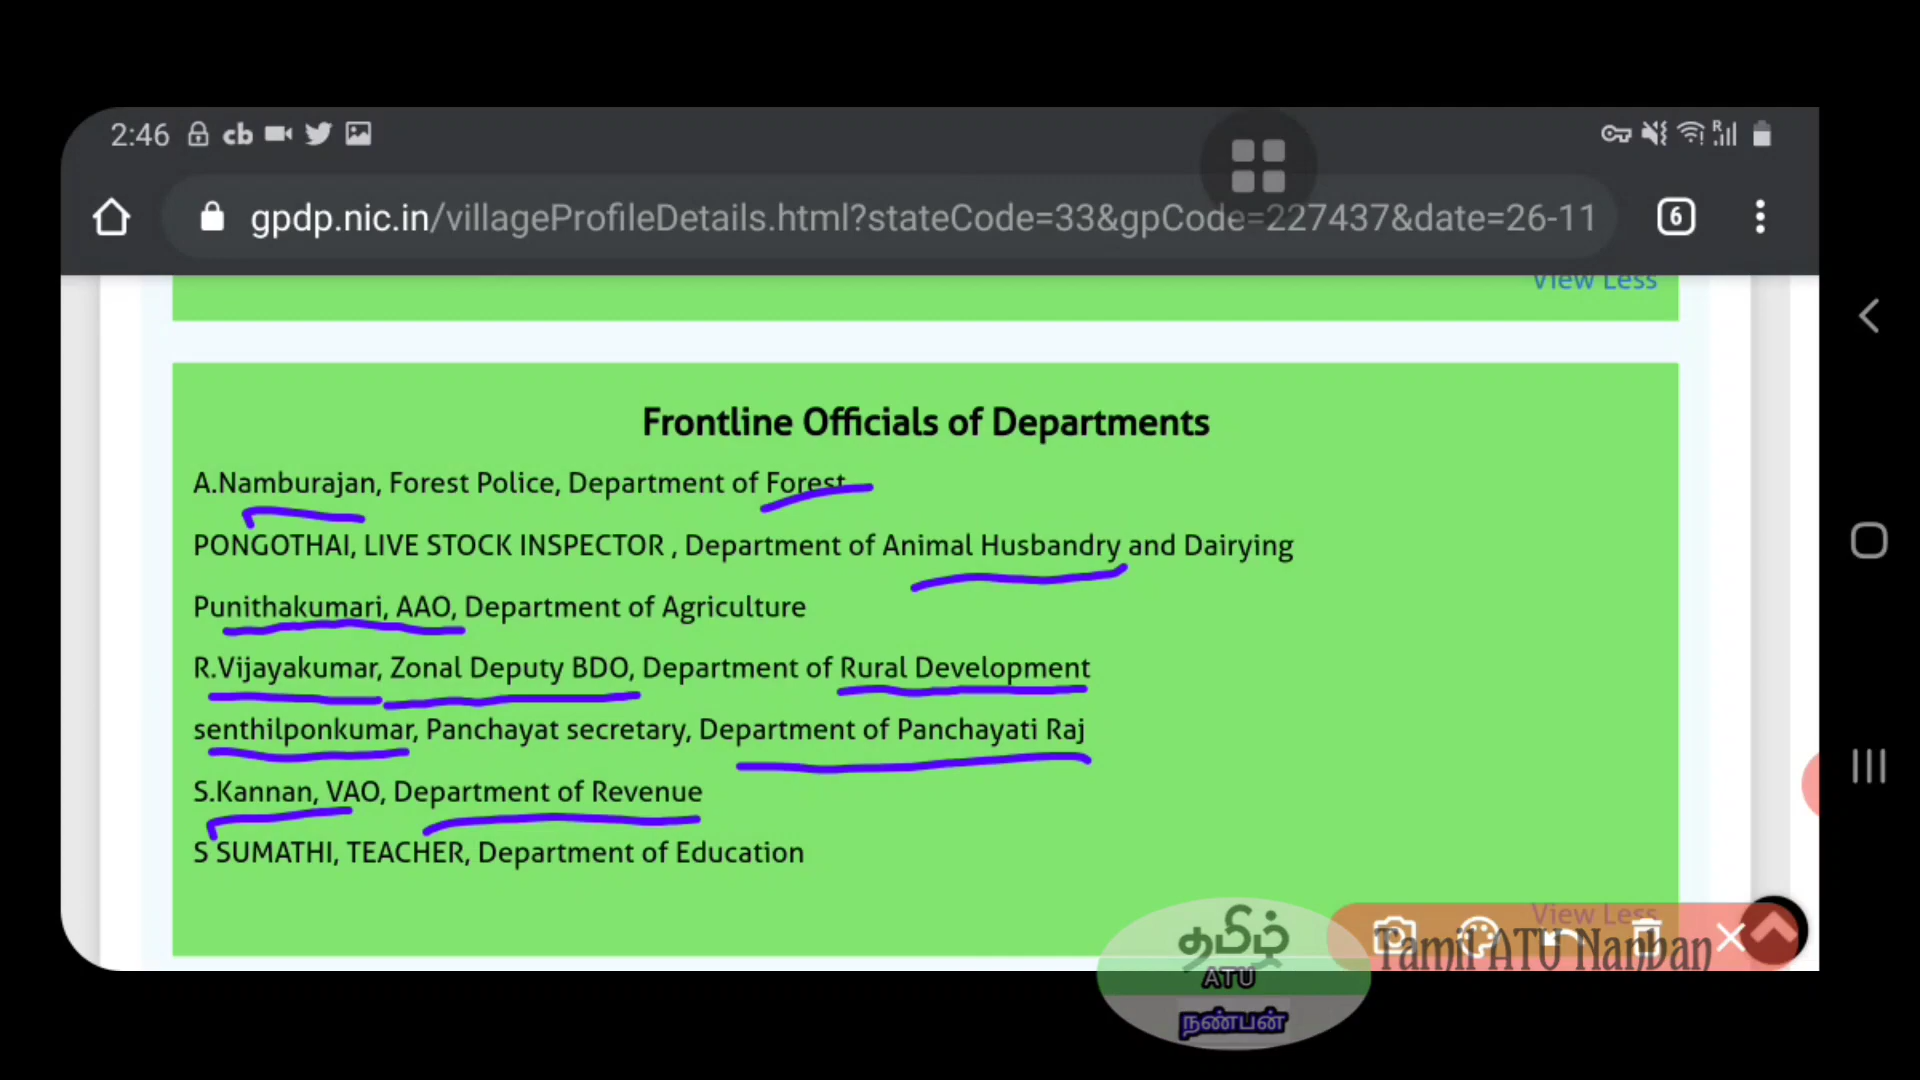 2:46 cb R
gpdp.nic.in/villageProfileDetails.html?stateCode=33&gpCode=227437&date=26-11 6
View Less
Frontline Officials of Departments
A.Namburajan, Forest Police, Department of Forest
PONGOTHAI, LIVE STOCK INSPECTOR , Department of Animal Husbandry and Dairying
Punithakumari, AAO, Department of Agriculture
R.Vijayakumar, Zonal Deputy BDO, Department of Rural Development
senthilponkumar, Panchayat secretary, Department of Panchayati Raj
S.Kannan, VAO, Department of Revenue
S SUMATHI, TEACHER, Department of Education
View Less
தமிழ்
ATU
நண்பன்
Tamil ATU Nanban